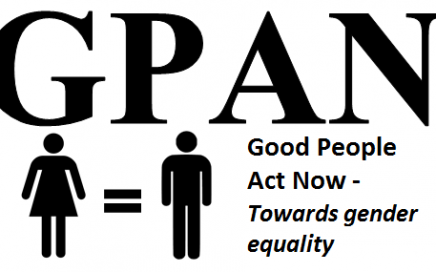 GPAN
=
Good People
Act Now -
Towards gender
equality